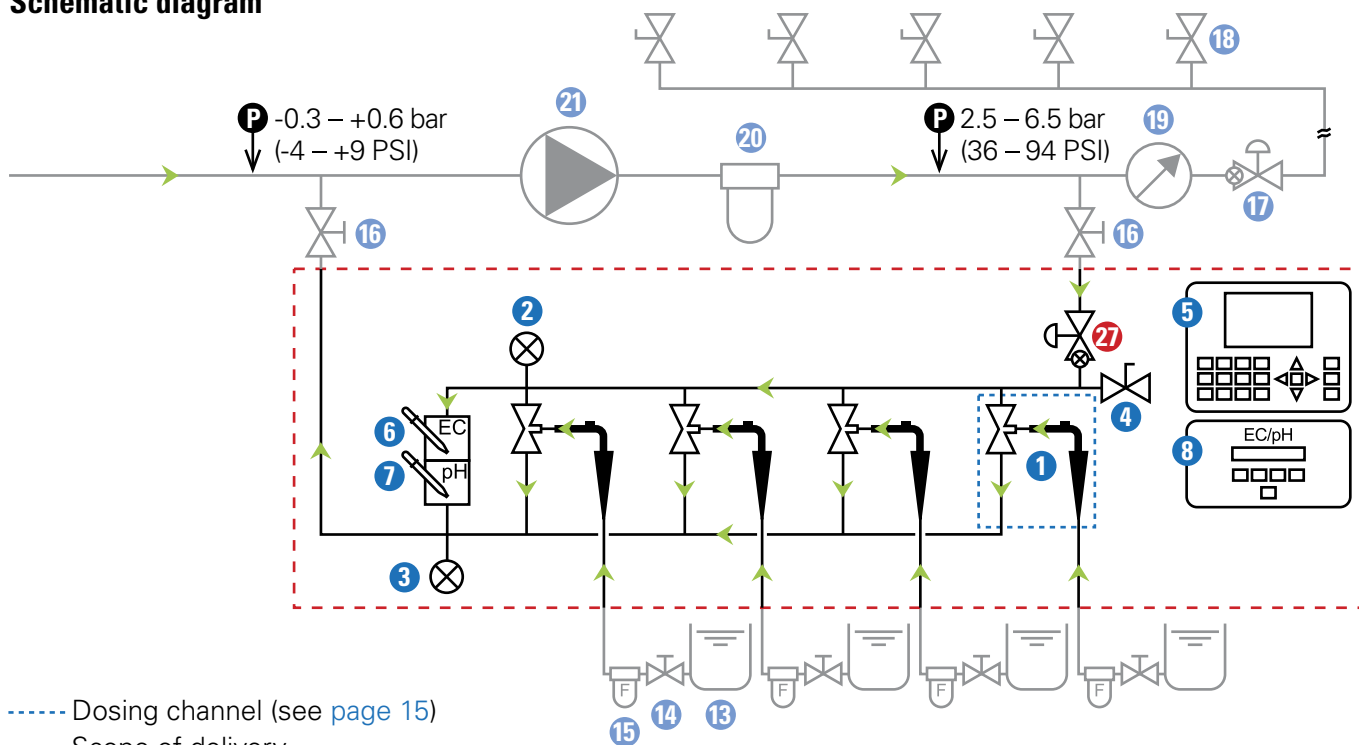 Schematic diagram
18
21
P -0.3 – +0.6 bar
(-4 – +9 PSI)
20
P 2.5 – 6.5 bar
(36 – 94 PSI)
19
17
16
16
2
27
5
4
6
EC
7
pH
1
EC/pH
8
3
F
F
F
F
15
14
13
Dosing channel (see page 15)
Scope of delivery